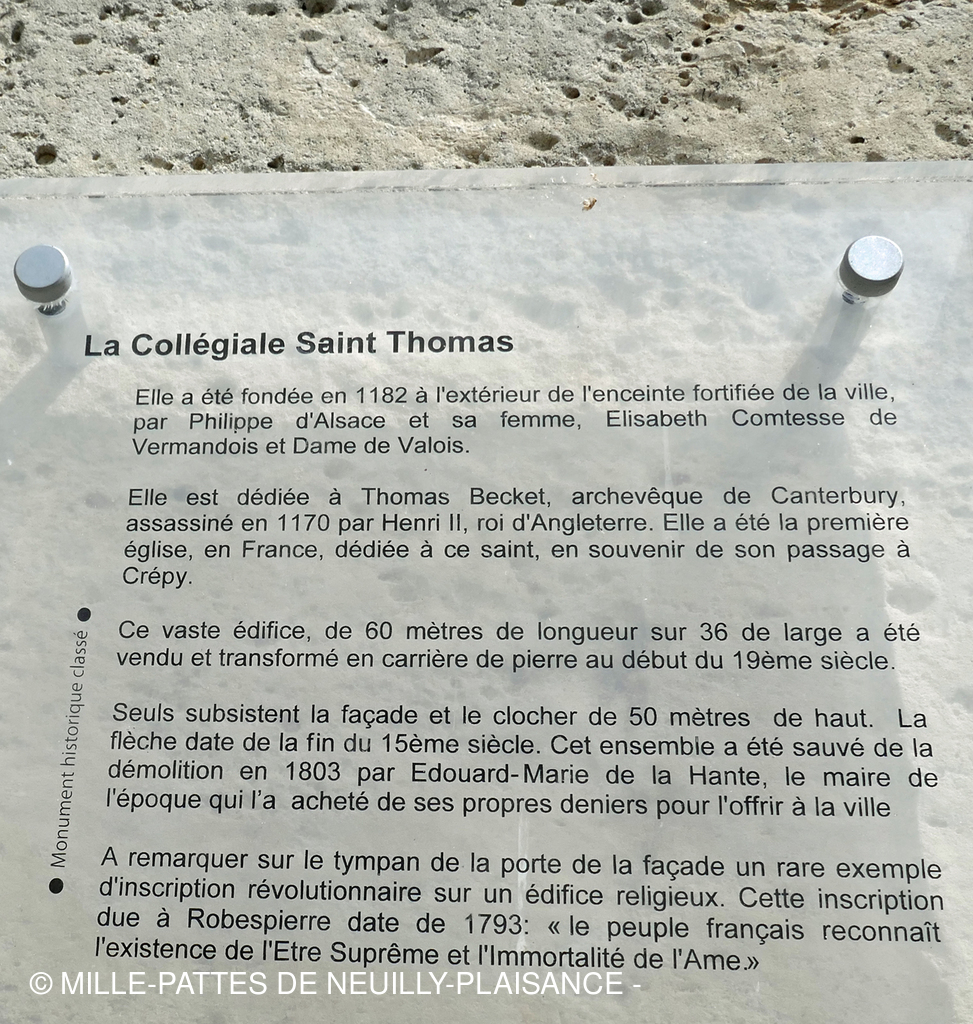 La Collégiale Saint Thomas
Elle a été fondée en 1182 à l'extérieur de l'enceinte fortifiée de la ville,
par Philippe d'Alsace et sa femme, Elisabeth Comtesse de
Vermandois et Dame de Valois.
Elle est dédiée à Thomas Becket, archevêque de Canterbury,
assassiné en 1170 par Henri II, roi d'Angleterre. Elle a été la première
église, en France, dédiée à ce saint, en souvenir de son passage à
Crépy.
Ce vaste édifice, de 60 mètres de longueur sur 36 de large a été
vendu et transformé en carrière de pierre au début du 19ème siècle.
Seuls subsistent la façade et le clocher de 50 mètres de haut. La
flèche date de la fin du 15ème siècle. Cet ensemble a été sauvé de la
démolition en 1803 par Edouard-Marie de la Hante, le maire de
l'époque qui l'a acheté de ses propres deniers pour l'offrir à la ville
A remarquer sur le tympan de la porte de la façade un rare exemple
d'inscription révolutionnaire sur un édifice religieux. Cette inscription
due à Robespierre date de 1793: « le peuple français reconnaît
l'existence de l'Etre Suprême et l'Immortalité de l'Ame.»
● Monument historique classé ●
© MILLE-PATTES DE NEUILLY-PLAISANCE -